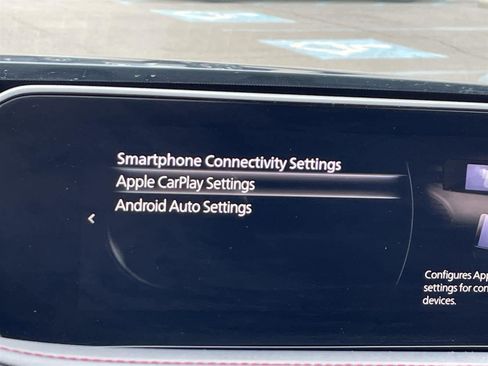 Smartphone Connectivity Settings
Apple CarPlay Settings
Android Auto Settings
Configures
settings for
devices.